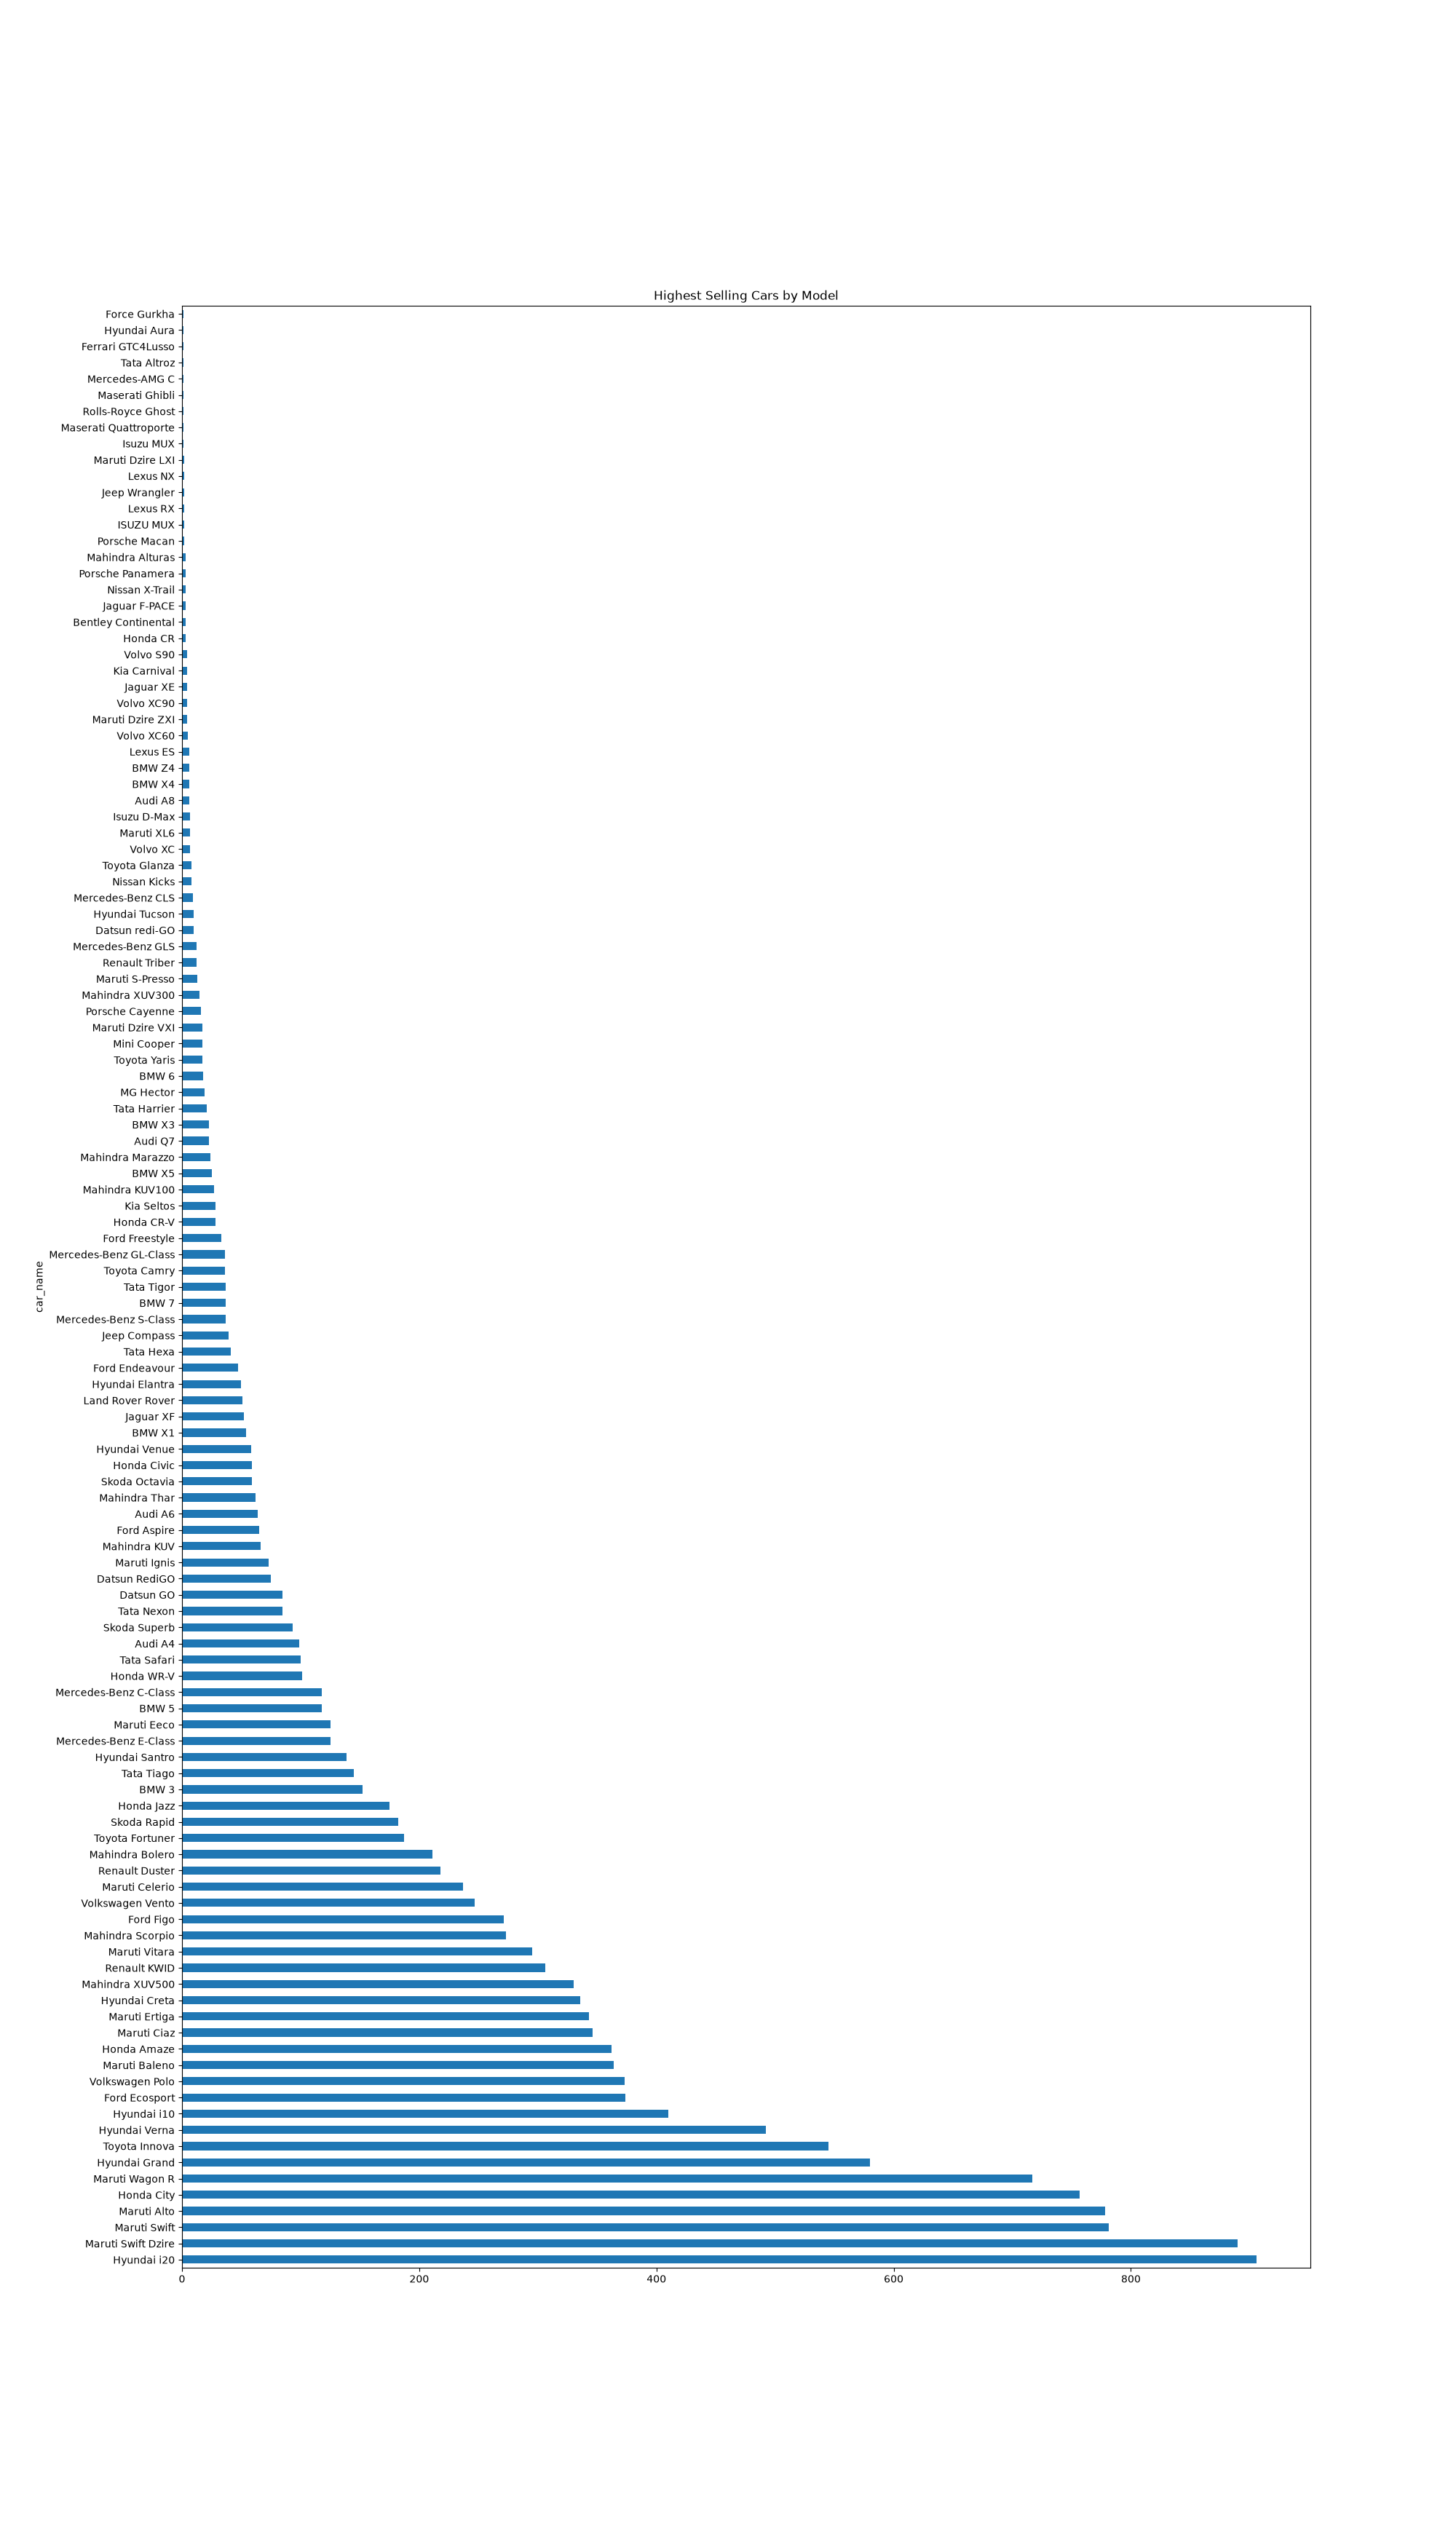 Highest Selling Cars by Model
car_name
Force Gurkha
Hyundai Aura
Ferrari GTC4Lusso
Tata Altroz
Mercedes-AMG C
Maserati Ghibli
Rolls-Royce Ghost
Maserati Quattroporte
Isuzu MUX
Maruti Dzire LXI
Lexus NX
Jeep Wrangler
Lexus RX
ISUZU MUX
Porsche Macan
Mahindra Alturas
Porsche Panamera
Nissan X-Trail
Jaguar F-PACE
Bentley Continental
Honda CR
Volvo S90
Kia Carnival
Jaguar XE
Volvo XC90
Maruti Dzire ZXI
Volvo XC60
Lexus ES
BMW Z4
BMW X4
Audi A8
Isuzu D-Max
Maruti XL6
Volvo XC
Toyota Glanza
Nissan Kicks
Mercedes-Benz CLS
Hyundai Tucson
Datsun redi-GO
Mercedes-Benz GLS
Renault Triber
Maruti S-Presso
Mahindra XUV300
Porsche Cayenne
Maruti Dzire VXI
Mini Cooper
Toyota Yaris
BMW 6
MG Hector
Tata Harrier
BMW X3
Audi Q7
Mahindra Marazzo
BMW X5
Mahindra KUV100
Kia Seltos
Honda CR-V
Ford Freestyle
Mercedes-Benz GL-Class
Toyota Camry
Tata Tigor
BMW 7
Mercedes-Benz S-Class
Jeep Compass
Tata Hexa
Ford Endeavour
Hyundai Elantra
Land Rover Rover
Jaguar XF
BMW X1
Hyundai Venue
Honda Civic
Skoda Octavia
Mahindra Thar
Audi A6
Ford Aspire
Mahindra KUV
Maruti Ignis
Datsun RediGO
Datsun GO
Tata Nexon
Skoda Superb
Audi A4
Tata Safari
Honda WR-V
Mercedes-Benz C-Class
BMW 5
Maruti Eeco
Mercedes-Benz E-Class
Hyundai Santro
Tata Tiago
BMW 3
Honda Jazz
Skoda Rapid
Toyota Fortuner
Mahindra Bolero
Renault Duster
Maruti Celerio
Volkswagen Vento
Ford Figo
Mahindra Scorpio
Maruti Vitara
Renault KWID
Mahindra XUV500
Hyundai Creta
Maruti Ertiga
Maruti Ciaz
Honda Amaze
Maruti Baleno
Volkswagen Polo
Ford Ecosport
Hyundai i10
Hyundai Verna
Toyota Innova
Hyundai Grand
Maruti Wagon R
Honda City
Maruti Alto
Maruti Swift
Maruti Swift Dzire
Hyundai i20
0 200 400 600 800